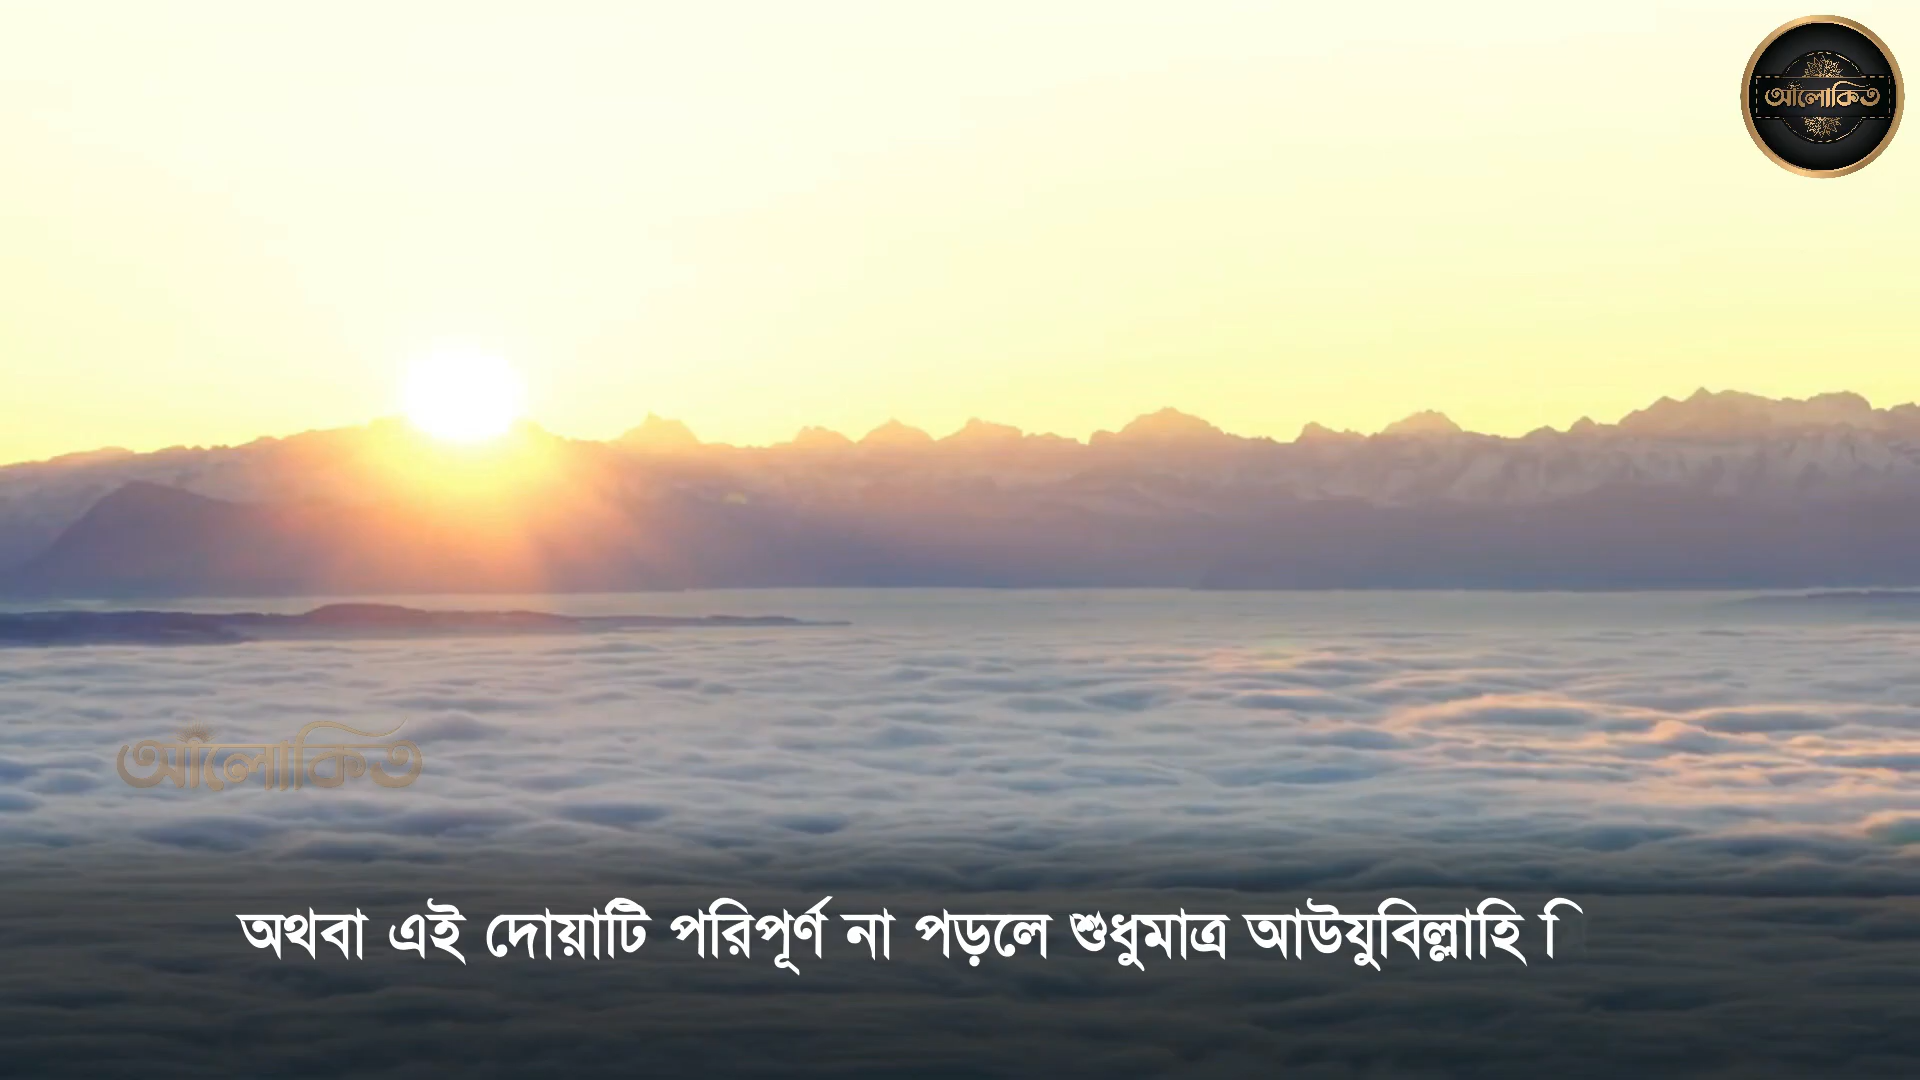 আলোকিত
আলোকিত
অথবা এই দোয়াটি পরিপূর্ণ না পড়লে শুধুমাত্র আউযুবিল্লাহি